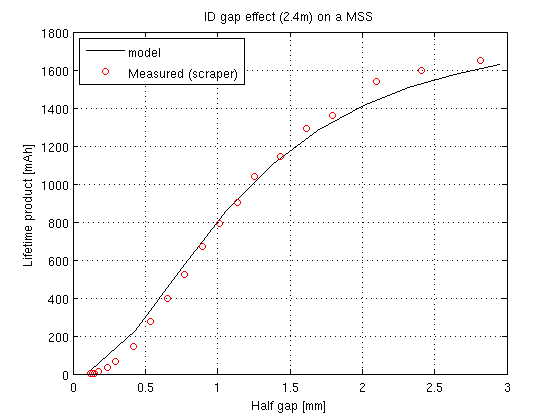 ID gap effect (2.4m) on a MSS
model
Measured (scraper)
Lifetime product [mAh]
1800
1600
1400
1200
1000
800
600
400
200
0
0 0.5 1 1.5 2 2.5 3
Half gap [mm]